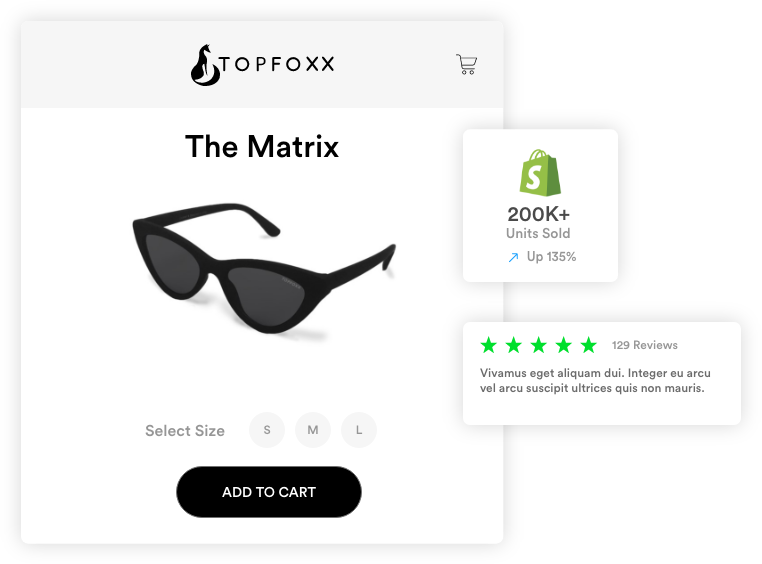 TOPFOXX
The Matrix
200K+
Units Sold
Up 135%
129 Reviews
Vivamus eget aliquam dui. Integer eu arcu
vel arcu suscipit ultrices quis non mauris.
Select Size
S
M
L
ADD TO CART